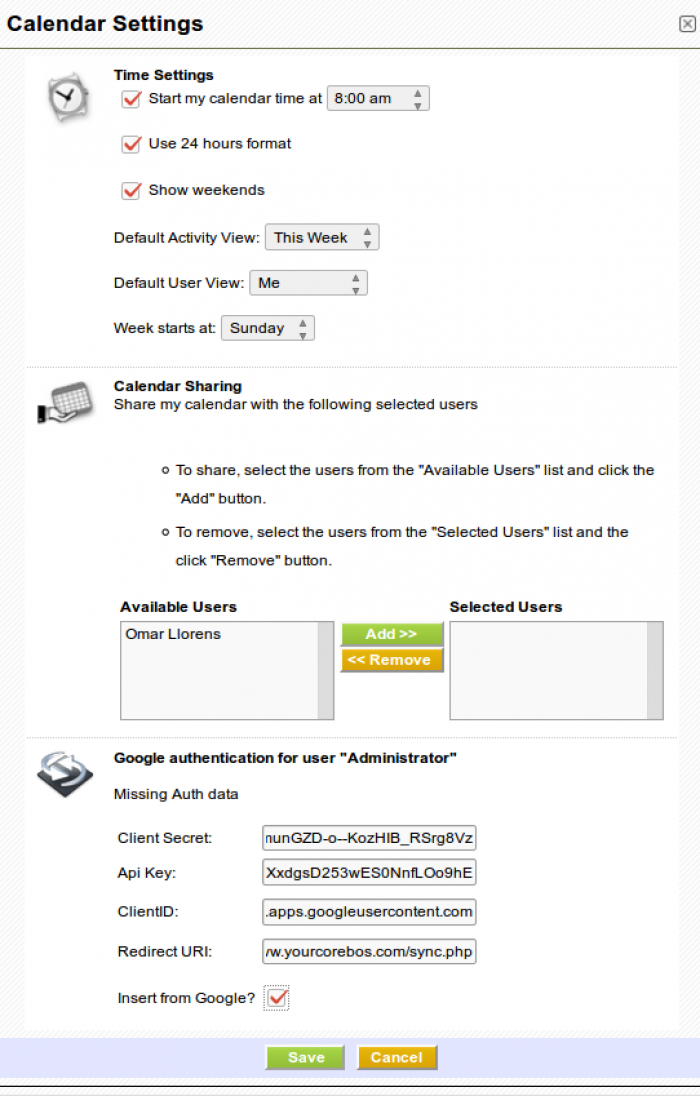 Calendar Settings
Time Settings
Start my calendar time at 8:00 am
Use 24 hours format
Show weekends
Default Activity View: This Week
Default User View: Me
Week starts at: Sunday
Calendar Sharing
Share my calendar with the following selected users
To share, select the users from the "Available Users" list and click the
"Add" button.
To remove, select the users from the "Selected Users" list and the
click "Remove" button.
Available Users Selected Users
Omar Llorens Add >>
<< Remove
Google authentication for user "Administrator"
Missing Auth data
Client Secret: nunGZD-o--KozHIB_RSrg8Vz
Api Key: XxdgsD253wES0NnfLOo9hE
ClientID: .apps.googleusercontent.com
Redirect URI: w.yourcorebos.com/sync.php
Insert from Google?
Save Cancel